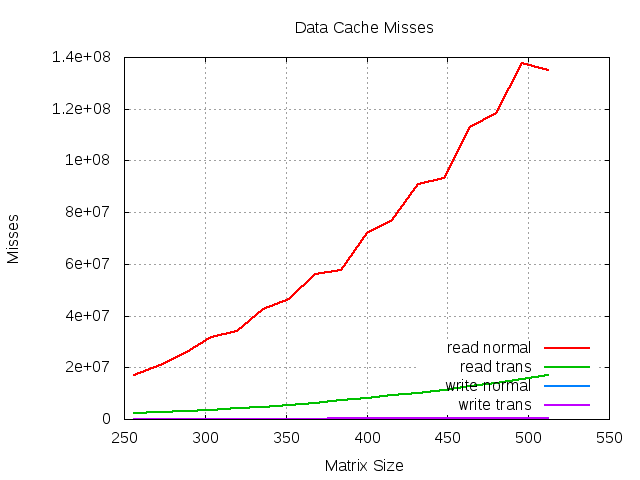 Data Cache Misses
1.4e+08
1.2e+08
1e+08
8e+07
6e+07
4e+07
2e+07
0
Misses
read normal
read trans
write normal
write trans
250 300 350 400 450 500 550
Matrix Size